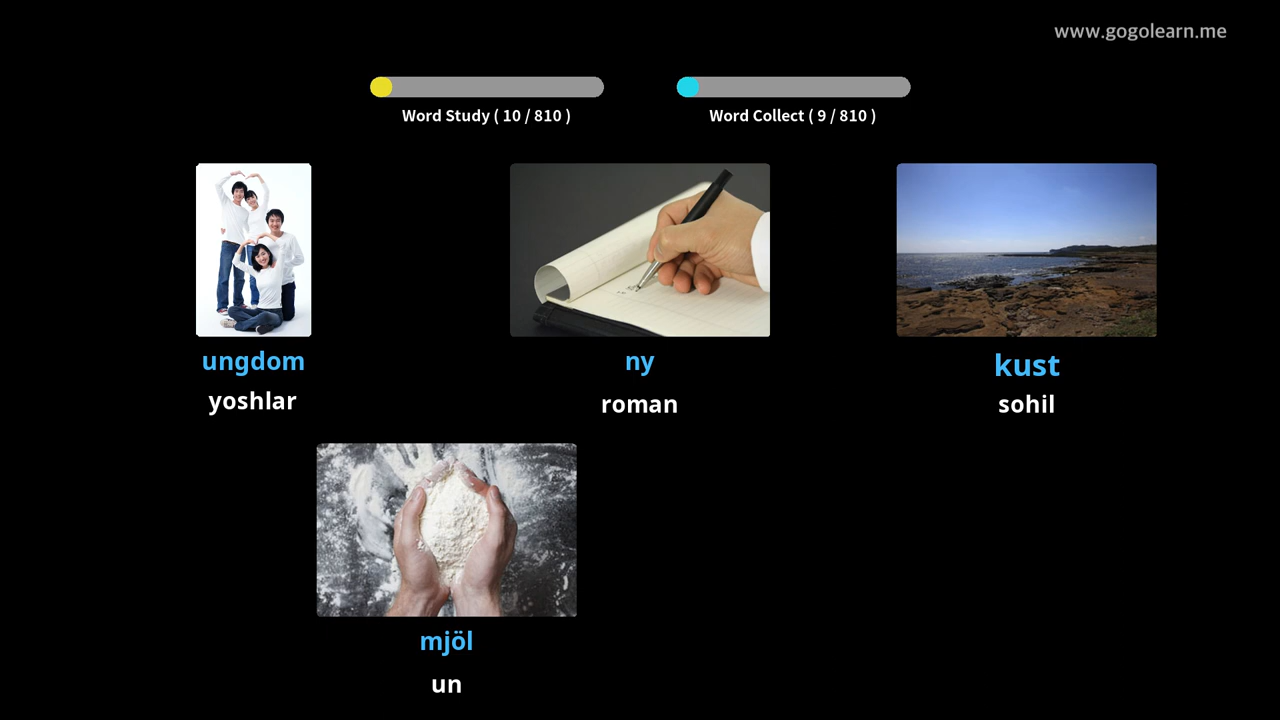 www.gogolearn.me
Word Study ( 10 / 810 )
Word Collect ( 9 / 810 )
ungdom
yoshlar
ny
roman
kust
sohil
mjöl
un